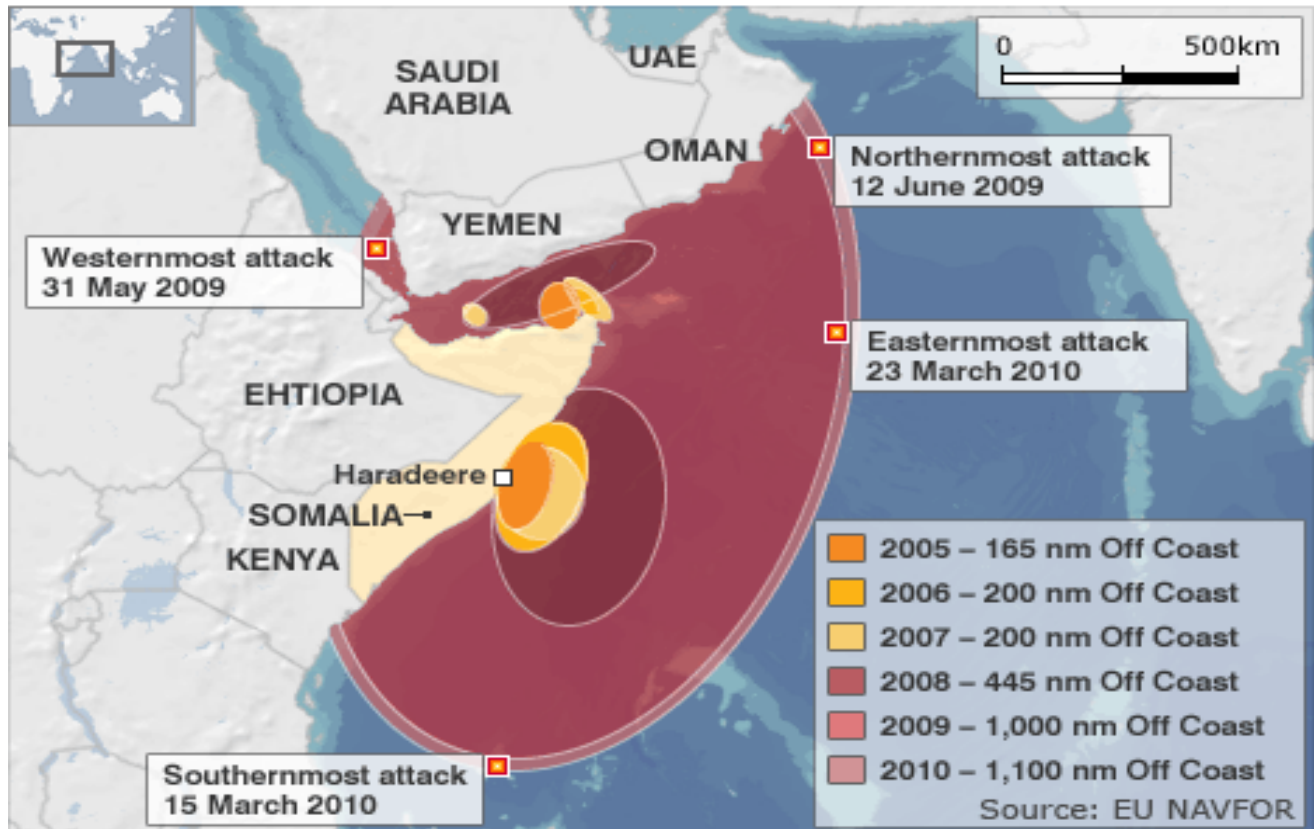 0 500km
UAE
SAUDI
ARABIA
OMAN
Northernmost attack
12 June 2009
YEMEN
Westernmost attack
31 May 2009
Easternmost attack
23 March 2010
EHTIOPIA
Haradeere
SOMALIA
KENYA
2005 – 165 nm Off Coast
2006 – 200 nm Off Coast
2007 – 200 nm Off Coast
2008 – 445 nm Off Coast
2009 – 1,000 nm Off Coast
2010 – 1,100 nm Off Coast
Source: EU NAVFOR
Southernmost attack
15 March 2010